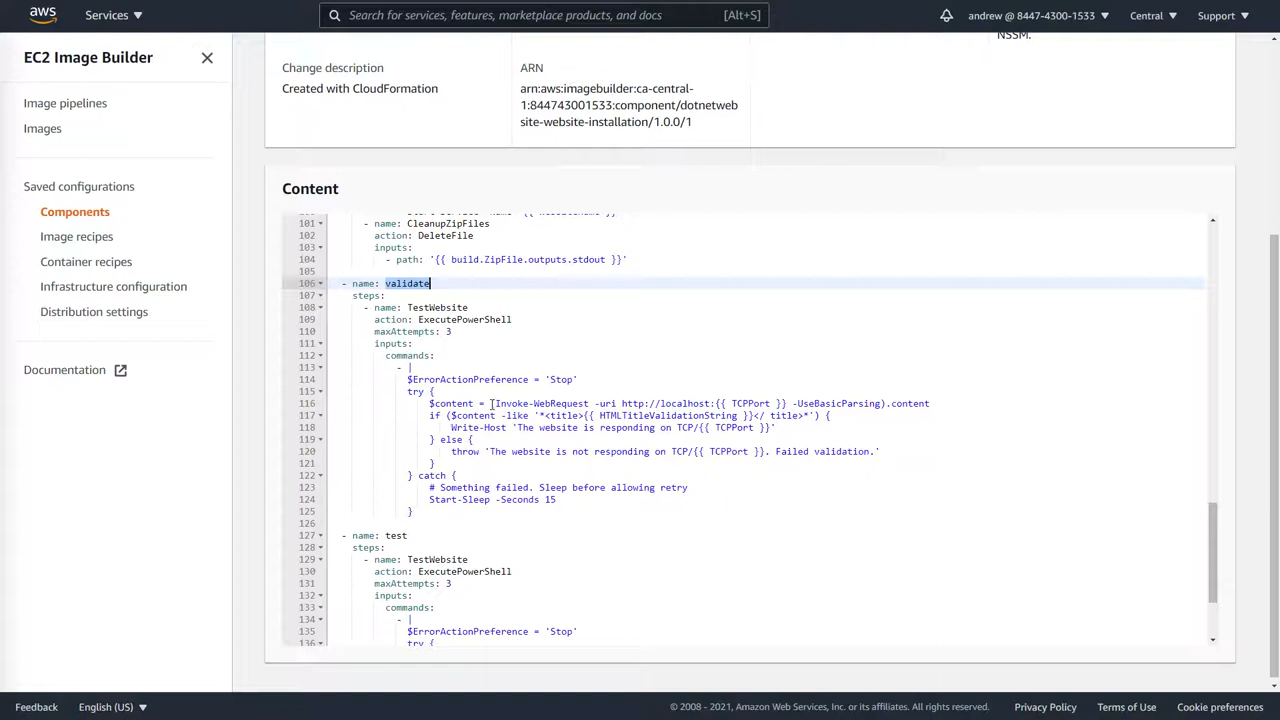 aws
Services
Search for services, features, marketplace products, and docs
[Alt+S]
andrew @ 8447-4300-1533
Central
Support
EC2 Image Builder
Image pipelines
Images
Saved configurations
Components
Image recipes
Container recipes
Infrastructure configuration
Distribution settings
Documentation
NSSM.
Change description
Created with CloudFormation
ARN
arn:aws:imagebuilder:ca-central-
1:844743001533:component/dotnetweb
site-website-installation/1.0.0/1
Content
101 - name: CleanupZipFiles
102 action: DeleteFile
103 inputs:
104 - path: '{{ build.ZipFile.outputs.stdout }}'
105
106 - name: validate
107 steps:
108 - name: TestWebsite
109 action: ExecutePowerShell
110 maxAttempts: 3
111 inputs:
112 commands:
113 - |
114 $ErrorActionPreference = 'Stop'
115 try {
116 $content = (Invoke-WebRequest -uri http://localhost:{{ TCPPort }} -UseBasicParsing).content
117 if ($content -like '*<title>{{ HTMLTitleValidationString }}</ title>*') {
118 Write-Host 'The website is responding on TCP/{{ TCPPort }}'
119 } else {
120 throw 'The website is not responding on TCP/{{ TCPPort }}. Failed validation.'
121 }
122 } catch {
123 # Something failed. Sleep before allowing retry
124 Start-Sleep -Seconds 15
125 }
126
127 - name: test
128 steps:
129 - name: TestWebsite
130 action: ExecutePowerShell
131 maxAttempts: 3
132 inputs:
133 commands:
134 - |
135 $ErrorActionPreference = 'Stop'
136 try {
Feedback
English (US)
© 2008 - 2021, Amazon Web Services, Inc. or its affiliates. All rights reserved.
Privacy Policy
Terms of Use
Cookie preferences